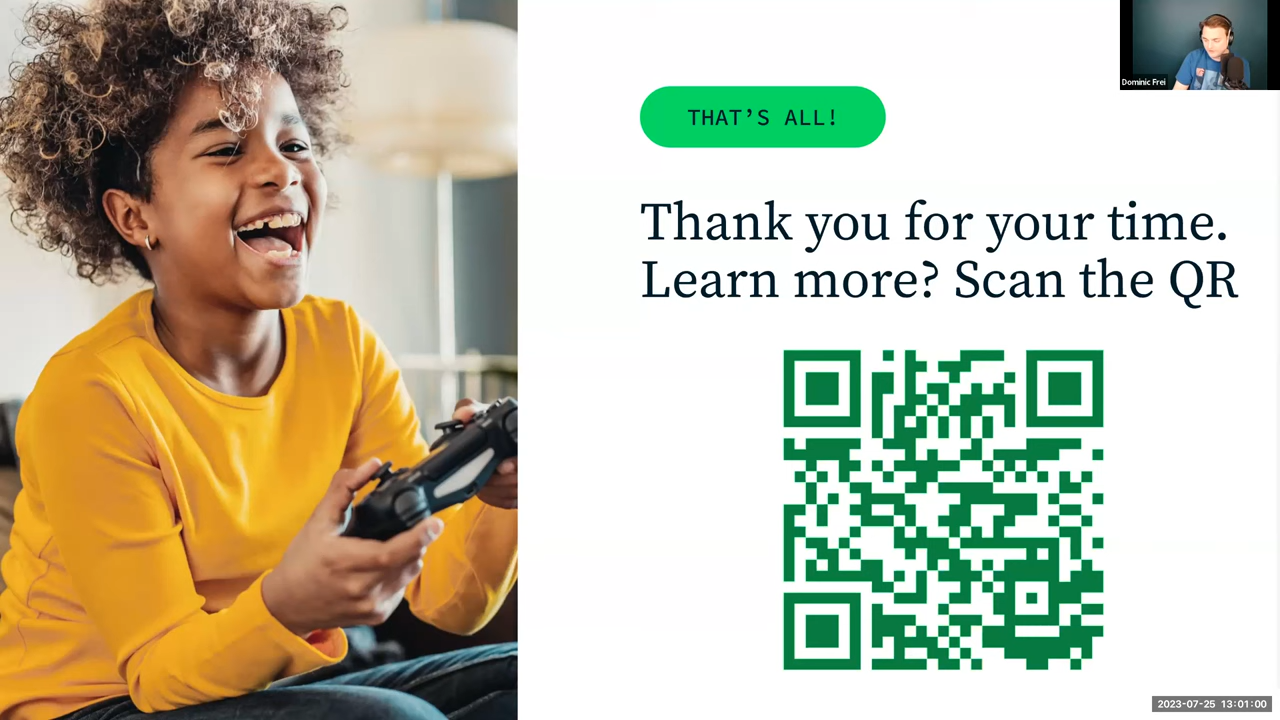 Dominic Frei
THAT’S ALL!
Thank you for your time.
Learn more? Scan the QR
2023-07-25 13:01:00